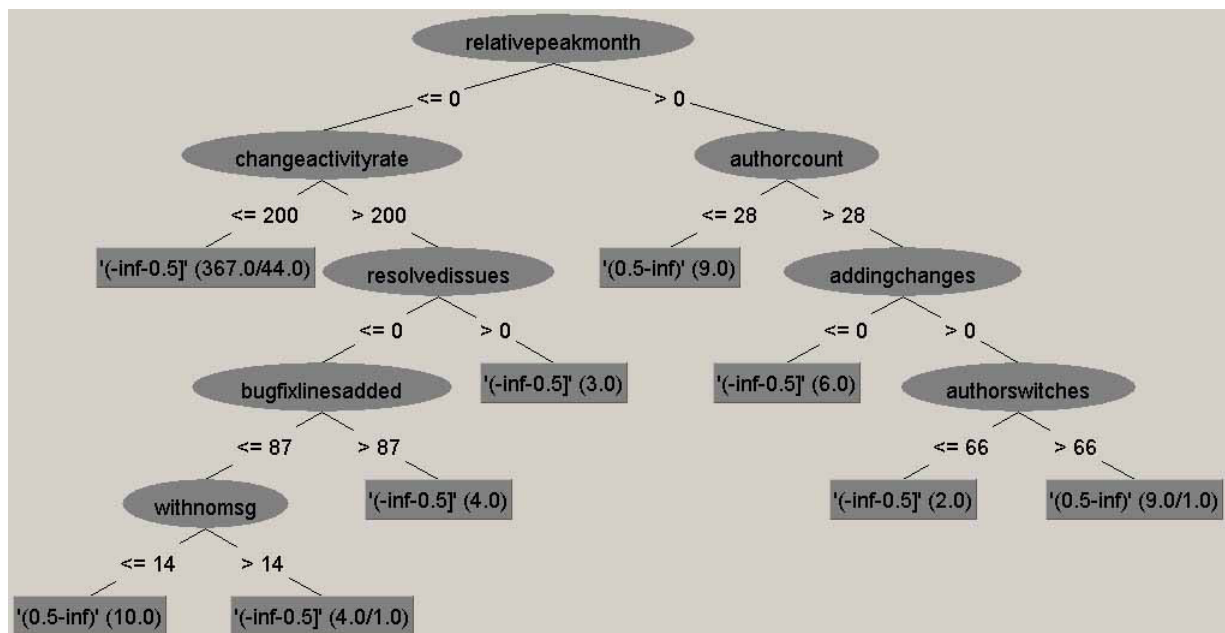 relativepeakmonth
<= 0 > 0
changeactivityrate authorcount
<= 200 > 200 <= 28 > 28
'(-inf-0.5]' (367.0/44.0) resolvedissues '(0.5-inf)' (9.0) addingchanges
<= 0 > 0 <= 0 > 0
bugfixlinesadded '(-inf-0.5]' (3.0) '(-inf-0.5]' (6.0) authorswitches
<= 87 > 87 <= 66 > 66
withnomsg '(-inf-0.5]' (4.0) '(-inf-0.5]' (2.0) '(0.5-inf)' (9.0/1.0)
<= 14 > 14
'(0.5-inf)' (10.0) '(-inf-0.5]' (4.0/1.0)